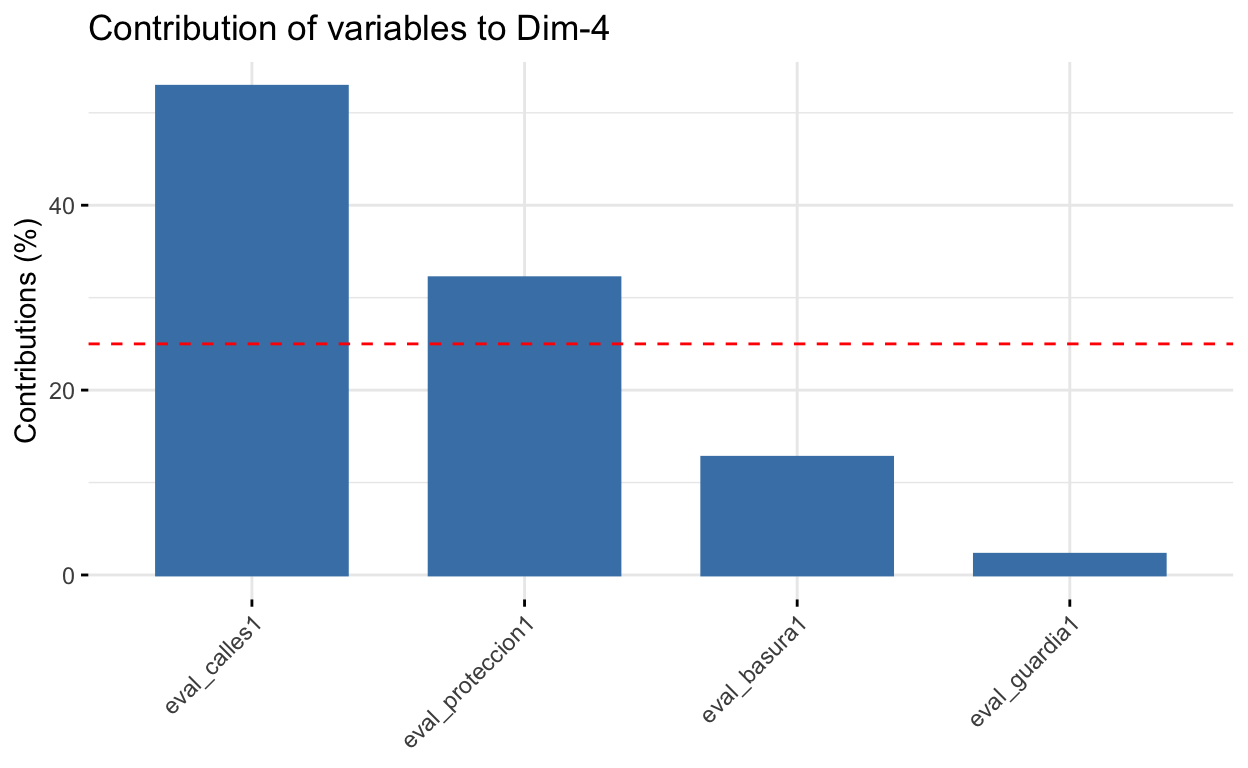 Contribution of variables to Dim-4
Contributions (%)
40
20
0
eval_calles1
eval_proteccion1
eval_basura1
eval_guardia1